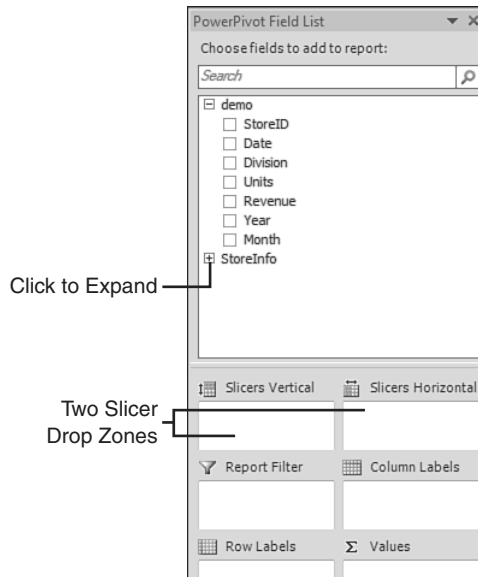 PowerPivot Field List
Choose fields to add to report:
Search
demo
StoreID
Date
Division
Units
Revenue
Year
Month
StoreInfo
Click to Expand
Slicers Vertical
Slicers Horizontal
Two Slicer
Drop Zones
Report Filter
Column Labels
Row Labels
Σ Values